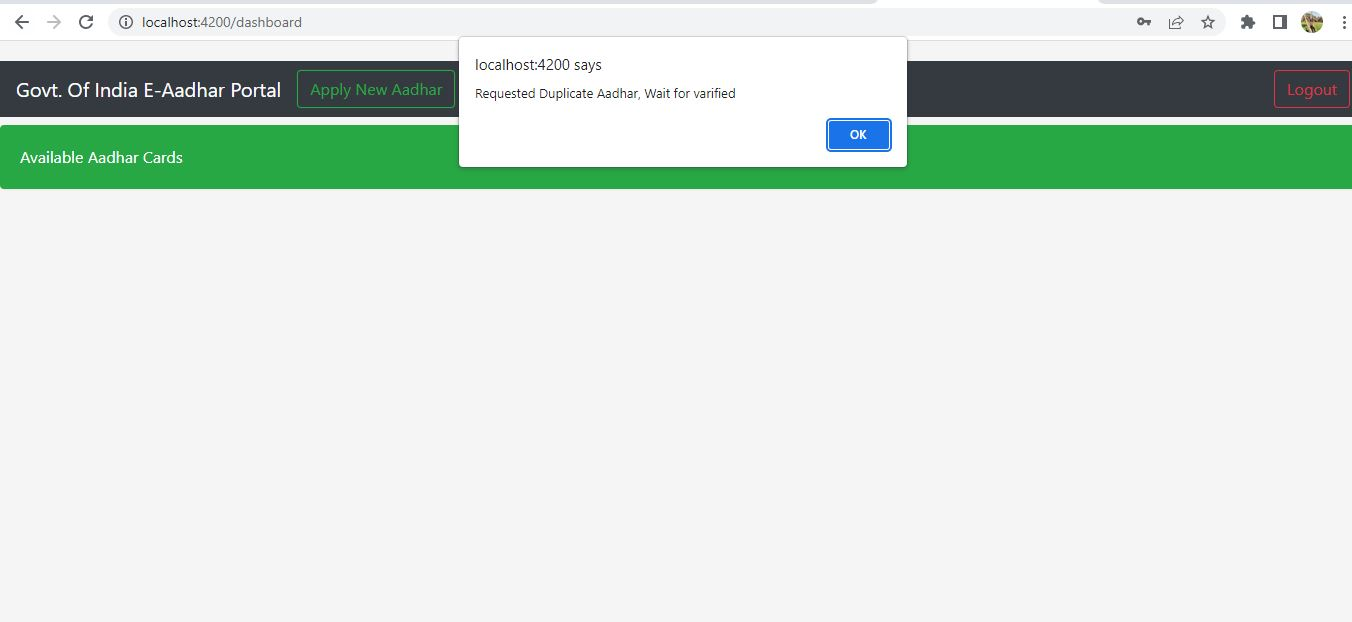 localhost:4200/dashboard
localhost:4200 says
Requested Duplicate Aadhar, Wait for varified
OK
Govt. Of India E-Aadhar Portal Apply New Aadhar Logout
Available Aadhar Cards